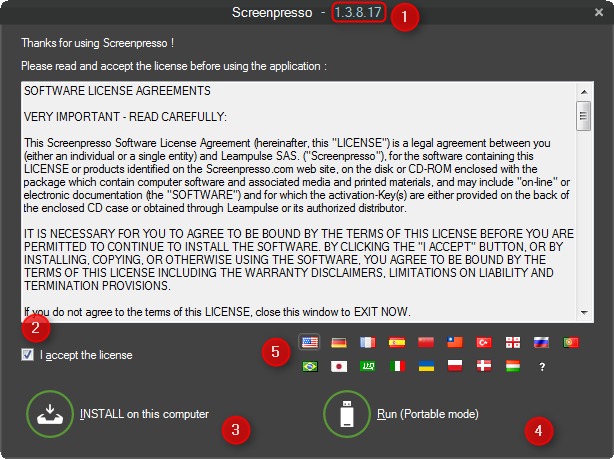 Screenpresso - 1.3.8.17
1
Thanks for using Screenpresso !
Please read and accept the license before using the application :
SOFTWARE LICENSE AGREEMENTS
VERY IMPORTANT - READ CAREFULLY:
This Screenpresso Software License Agreement (hereinafter, this "LICENSE") is a legal agreement between you
(either an individual or a single entity) and Learnpulse SAS. ("Screenpresso"), for the software containing this
LICENSE or products identified on the Screenpresso.com web site, on the disk or CD-ROM enclosed with the
package which contain computer software and associated media and printed materials, and may include "on-line" or
electronic documentation (the "SOFTWARE") and for which the activation-Key(s) are either provided on the back of
the enclosed CD case or obtained through Learnpulse or its authorized distributor.
IT IS NECESSARY FOR YOU TO AGREE TO BE BOUND BY THE TERMS OF THIS LICENSE BEFORE YOU ARE
PERMITTED TO CONTINUE TO INSTALL THE SOFTWARE. BY CLICKING THE "I ACCEPT" BUTTON, OR BY
INSTALLING, COPYING, OR OTHERWISE USING THE SOFTWARE, YOU AGREE TO BE BOUND BY THE
TERMS OF THIS LICENSE INCLUDING THE WARRANTY DISCLAIMERS, LIMITATIONS ON LIABILITY AND
TERMINATION PROVISIONS.
If you do not agree to the terms of this LICENSE, close this window to EXIT NOW.
2
I accept the license
5
?
INSTALL on this computer
3
Run (Portable mode)
4